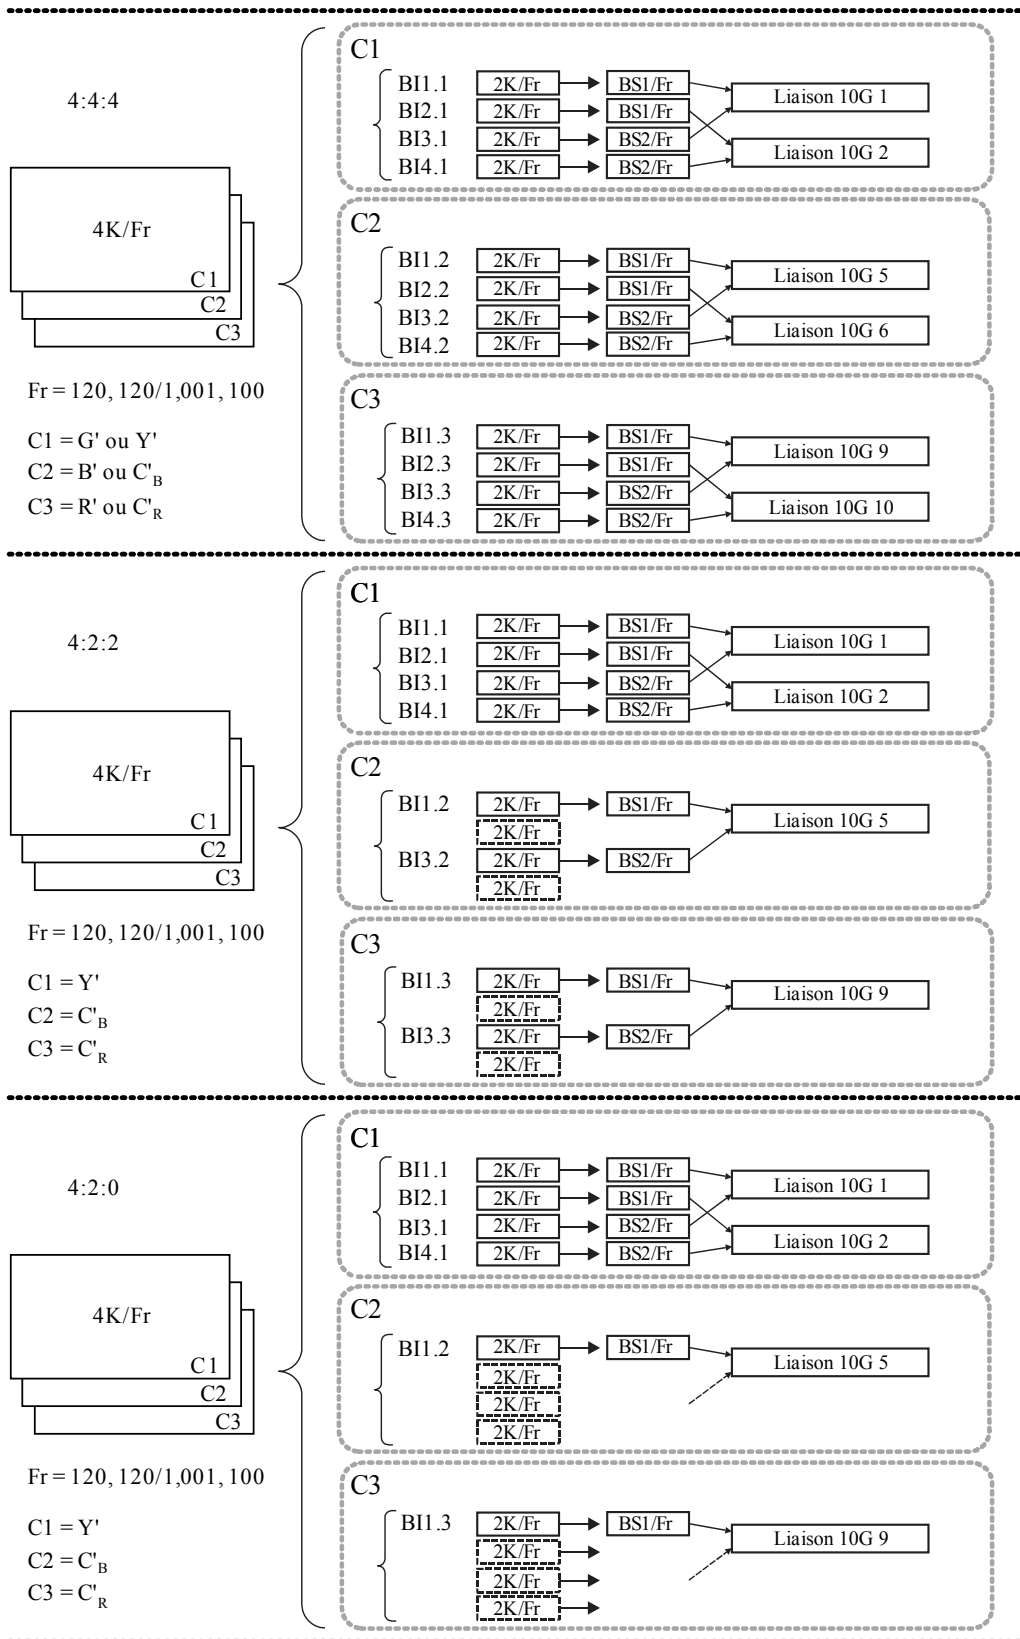 4:4:4
4K/Fr
C1
C2
C3
Fr = 120, 120/1,001, 100
C1 = G' ou Y'
C2 = B' ou C'B
C3 = R' ou C'R
C1
BI1.1 2K/Fr BS1/Fr
BI2.1 2K/Fr BS1/Fr
BI3.1 2K/Fr BS2/Fr
BI4.1 2K/Fr BS2/Fr
Liaison 10G 1
Liaison 10G 2
C2
BI1.2 2K/Fr BS1/Fr
BI2.2 2K/Fr BS1/Fr
BI3.2 2K/Fr BS2/Fr
BI4.2 2K/Fr BS2/Fr
Liaison 10G 5
Liaison 10G 6
C3
BI1.3 2K/Fr BS1/Fr
BI2.3 2K/Fr BS1/Fr
BI3.3 2K/Fr BS2/Fr
BI4.3 2K/Fr BS2/Fr
Liaison 10G 9
Liaison 10G 10
4:2:2
4K/Fr
C1
C2
C3
Fr = 120, 120/1,001, 100
C1 = Y'
C2 = C'B
C3 = C'R
C1
BI1.1 2K/Fr BS1/Fr
BI2.1 2K/Fr BS1/Fr
BI3.1 2K/Fr BS2/Fr
BI4.1 2K/Fr BS2/Fr
Liaison 10G 1
Liaison 10G 2
C2
BI1.2 2K/Fr BS1/Fr
2K/Fr
BI3.2 2K/Fr BS2/Fr
2K/Fr
Liaison 10G 5
C3
BI1.3 2K/Fr BS1/Fr
2K/Fr
BI3.3 2K/Fr BS2/Fr
2K/Fr
Liaison 10G 9
4:2:0
4K/Fr
C1
C2
C3
Fr = 120, 120/1,001, 100
C1 = Y'
C2 = C'B
C3 = C'R
C1
BI1.1 2K/Fr BS1/Fr
BI2.1 2K/Fr BS1/Fr
BI3.1 2K/Fr BS2/Fr
BI4.1 2K/Fr BS2/Fr
Liaison 10G 1
Liaison 10G 2
C2
BI1.2 2K/Fr BS1/Fr
2K/Fr
2K/Fr
2K/Fr
Liaison 10G 5
C3
BI1.3 2K/Fr BS1/Fr
2K/Fr
2K/Fr
2K/Fr
Liaison 10G 9